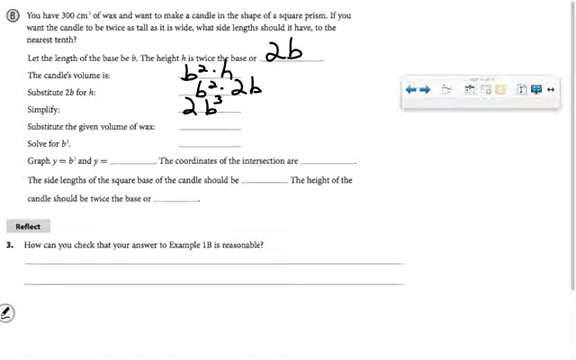 B You have 300 cm³ of wax and want to make a candle in the shape of a square prism. If you
want the candle to be twice as tall as it is wide, what side lengths should it have, to the
nearest tenth?
Let the length of the base be b. The height h is twice the base or 2b
The candle's volume is: b² · h
Substitute 2b for h: b² · 2b
Simplify: 2b³
Substitute the given volume of wax:
Solve for b³.
Graph y = b³ and y = ________. The coordinates of the intersection are ________.
The side lengths of the square base of the candle should be ________. The height of the
candle should be twice the base or ________.
Reflect
3. How can you check that your answer to Example 1B is reasonable?